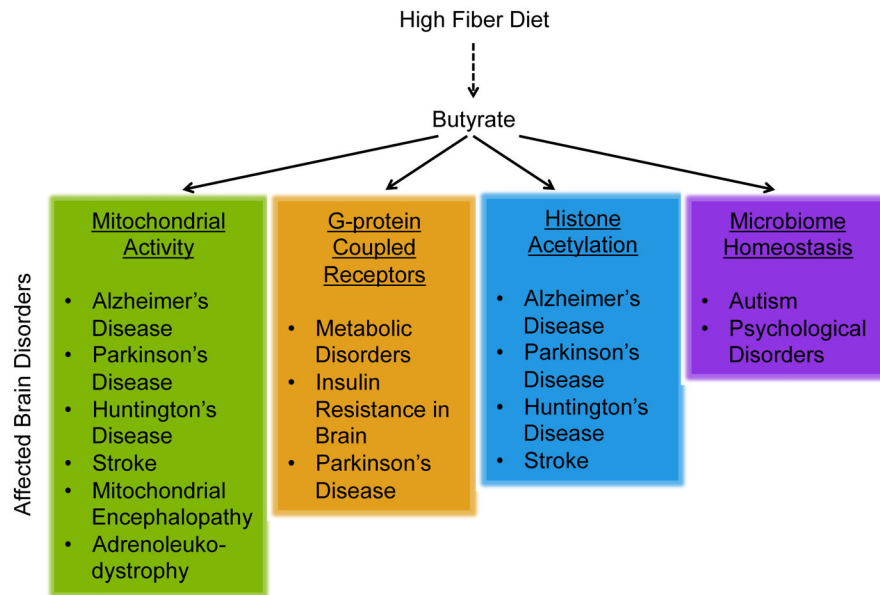 High Fiber Diet
Butyrate
Affected Brain Disorders
Mitochondrial
Activity
• Alzheimer's
Disease
• Parkinson's
Disease
• Huntington's
Disease
• Stroke
• Mitochondrial
Encephalopathy
• Adrenoleuko-
dystrophy
G-protein
Coupled
Receptors
• Metabolic
Disorders
• Insulin
Resistance in
Brain
• Parkinson's
Disease
Histone
Acetylation
• Alzheimer's
Disease
• Parkinson's
Disease
• Huntington's
Disease
• Stroke
Microbiome
Homeostasis
• Autism
• Psychological
Disorders